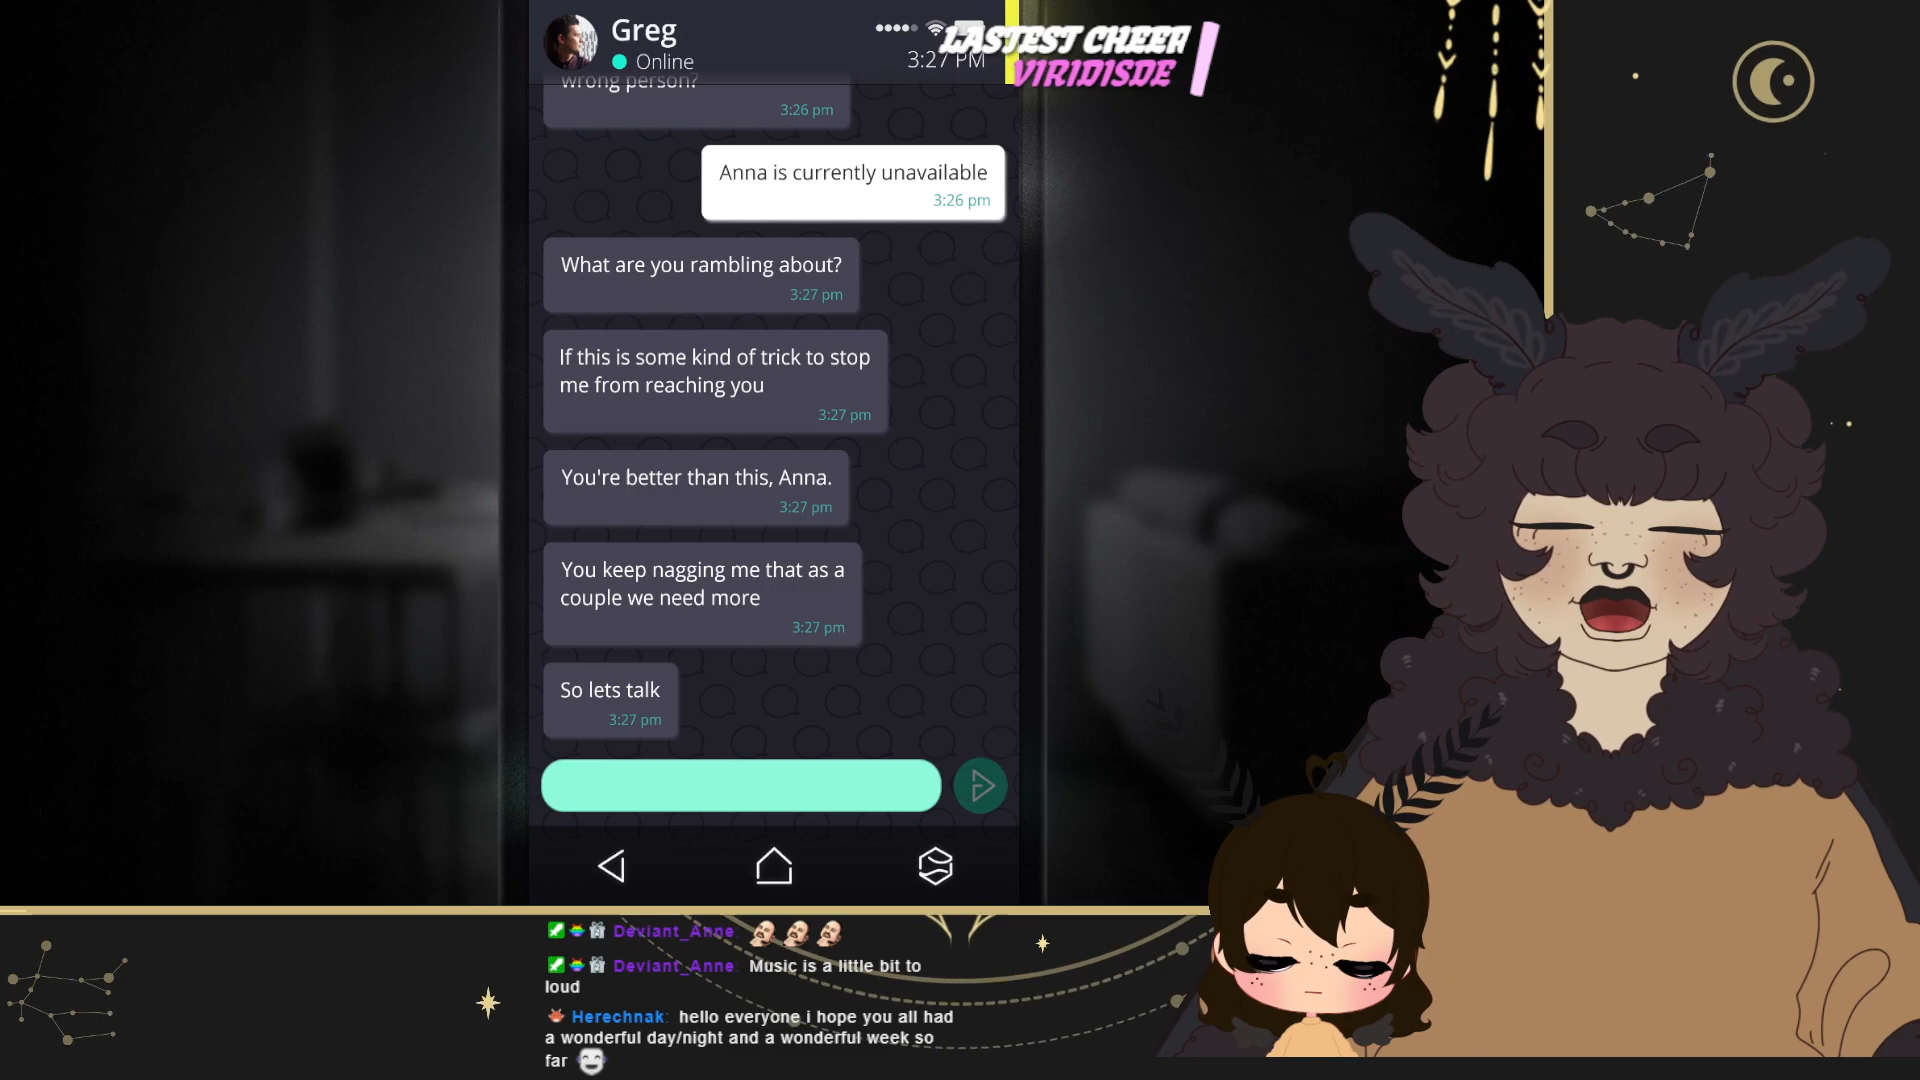 Greg
Online
3:27 PM
LASTEST CHEER
VIRIDISDE
wrong person?
3:26 pm
Anna is currently unavailable
3:26 pm
What are you rambling about?
3:27 pm
If this is some kind of trick to stop
me from reaching you
3:27 pm
You're better than this, Anna.
3:27 pm
You keep nagging me that as a
couple we need more
3:27 pm
So lets talk
3:27 pm
Deviant_Anne
Deviant_Anne: Music is a little bit to
loud
Herechnak: hello everyone i hope you all had
a wonderful day/night and a wonderful week so
far